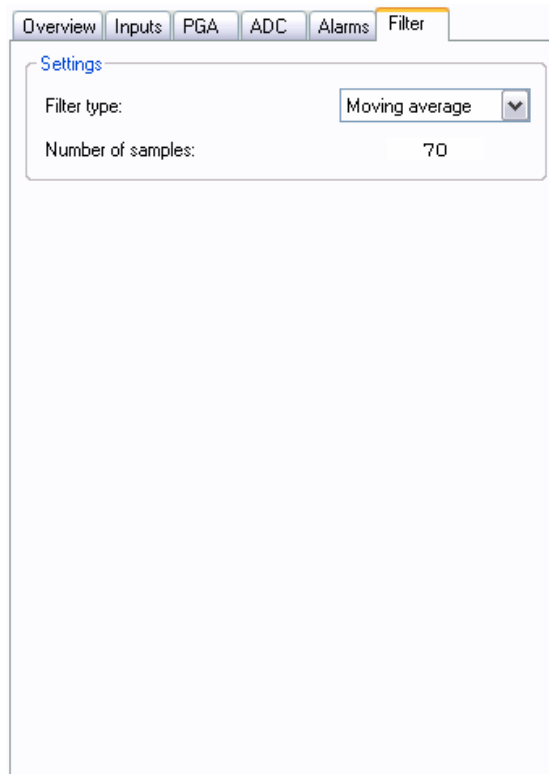 Overview Inputs PGA ADC Alarms Filter
Settings
Filter type: Moving average
Number of samples: 70